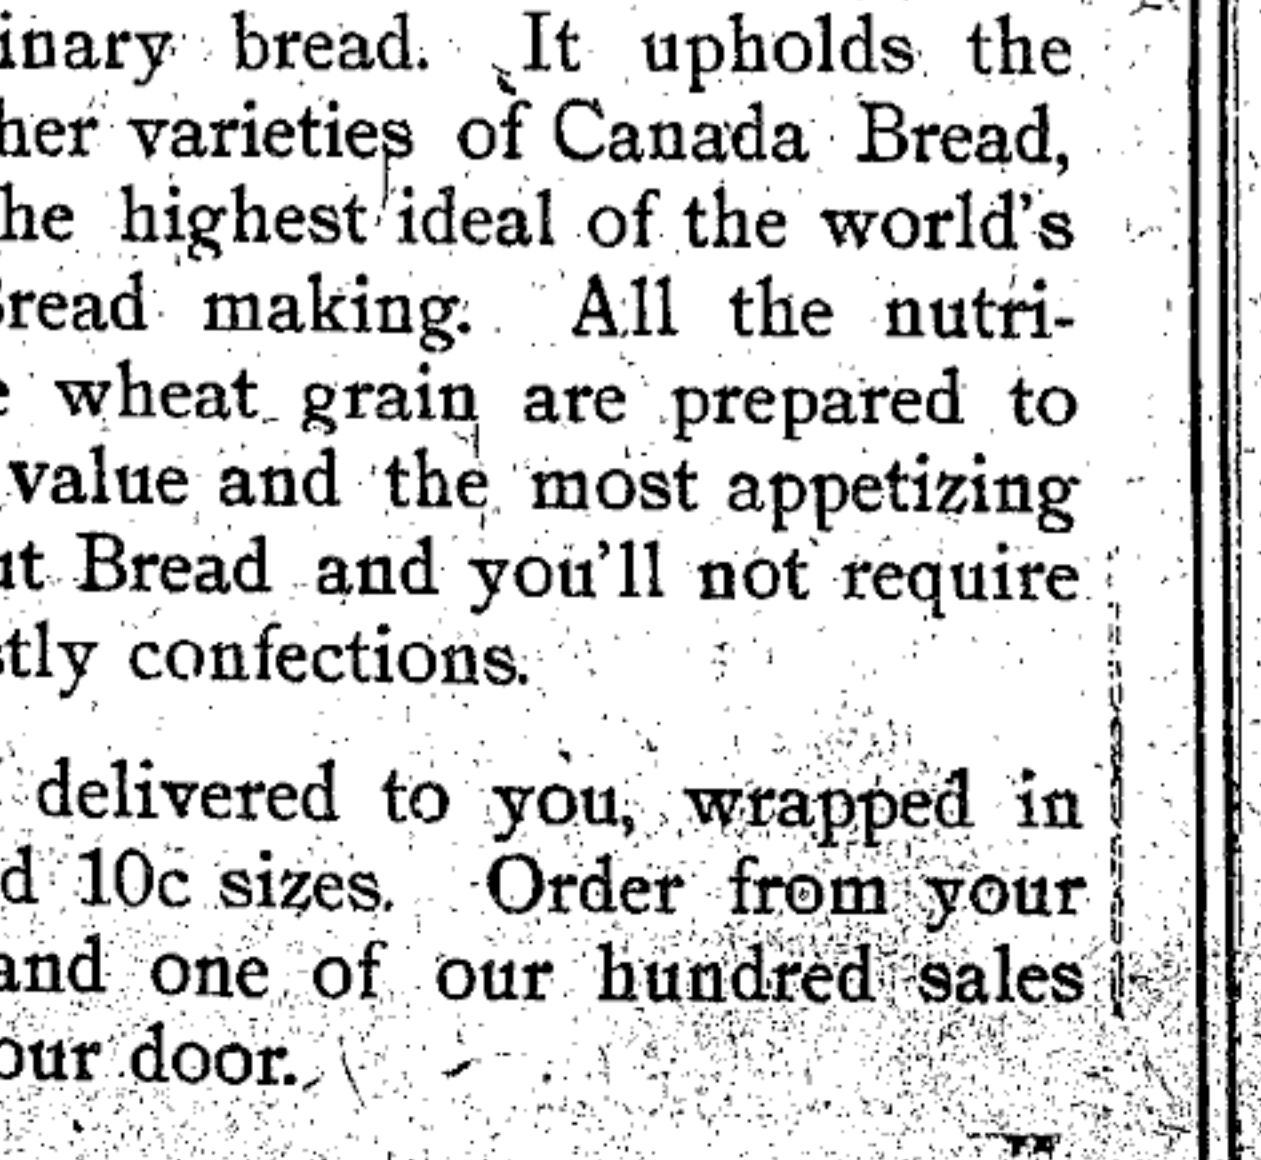 inary bread. It upholds the
her varieties of Canada Bread,
he highest ideal of the world's
read making. All the nutri-
e wheat grain are prepared to
value and the most appetizing
ut Bread and you'll not require
stly confections.
delivered to you, wrapped in
d 10c sizes. Order from your
and one of our hundred sales
our door.